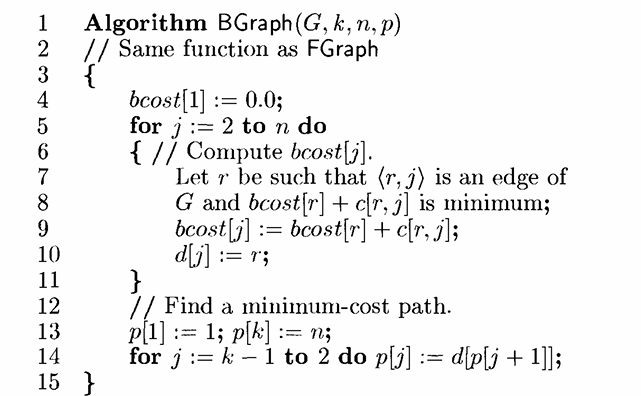 1 Algorithm BGraph(G, k, n, p)
2 // Same function as FGraph
3 {
4 bcost[1] := 0.0;
5 for j := 2 to n do
6 { // Compute bcost[j].
7 Let r be such that ⟨r, j⟩ is an edge of
8 G and bcost[r] + c[r, j] is minimum;
9 bcost[j] := bcost[r] + c[r, j];
10 d[j] := r;
11 }
12 // Find a minimum-cost path.
13 p[1] := 1; p[k] := n;
14 for j := k − 1 to 2 do p[j] := d[p[j + 1]];
15 }